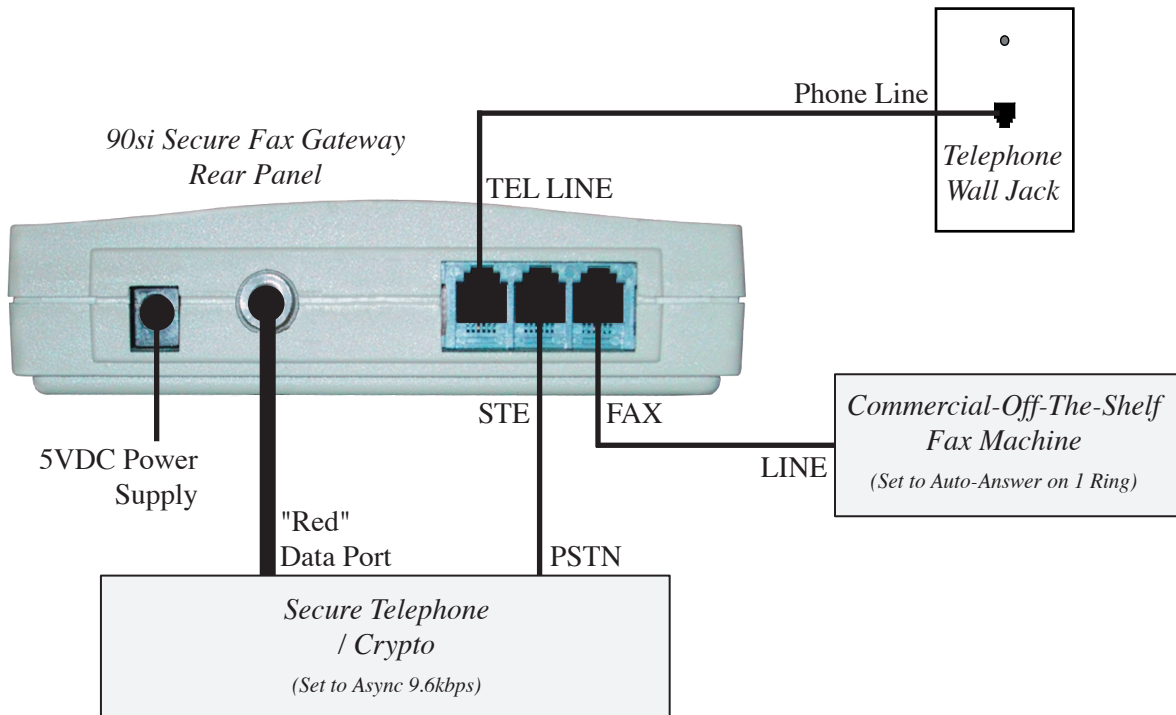 Phone Line
90si Secure Fax Gateway
Rear Panel
Telephone
Wall Jack
TEL LINE
STE
FAX
Commercial-Off-The-Shelf
Fax Machine
(Set to Auto-Answer on 1 Ring)
LINE
5VDC Power
Supply
"Red"
Data Port
PSTN
Secure Telephone
/ Crypto
(Set to Async 9.6kbps)